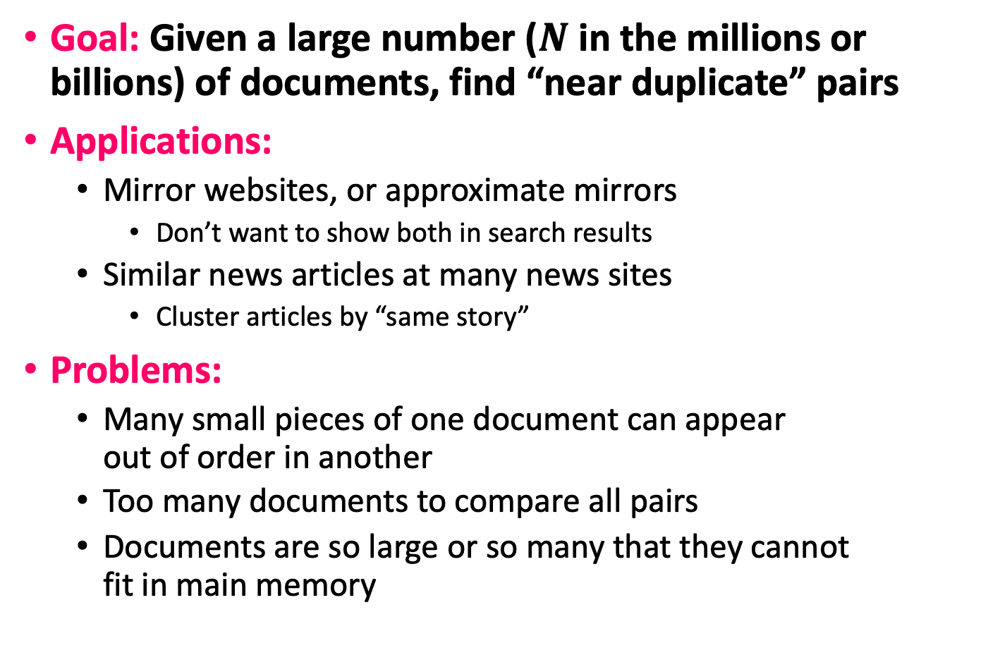 • Goal: Given a large number (N in the millions or
billions) of documents, find “near duplicate” pairs
• Applications:
• Mirror websites, or approximate mirrors
• Don’t want to show both in search results
• Similar news articles at many news sites
• Cluster articles by “same story”
• Problems:
• Many small pieces of one document can appear
out of order in another
• Too many documents to compare all pairs
• Documents are so large or so many that they cannot
fit in main memory